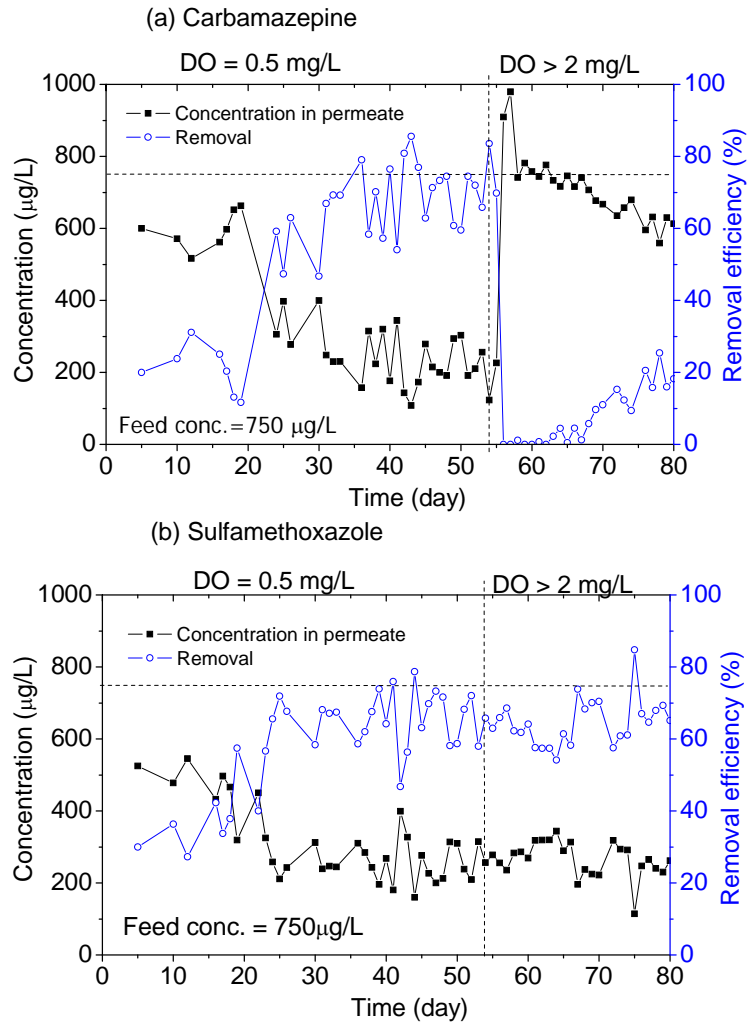 (a) Carbamazepine
DO = 0.5 mg/L DO > 2 mg/L
1000 100
Concentration in permeate
Removal
800 80
600 60
400 40
200 20
Feed conc.=750 μg/L
0 0
0 10 20 30 40 50 60 70 80
Time (day)
Concentration (μg/L)
Removal efficiency (%)
(b) Sulfamethoxazole
DO = 0.5 mg/L DO > 2 mg/L
1000 100
Concentration in permeate
Removal
800 80
600 60
400 40
200 20
Feed conc. = 750μg/L
0 0
0 10 20 30 40 50 60 70 80
Time (day)
Concentration (μg/L)
Removal efficiency (%)